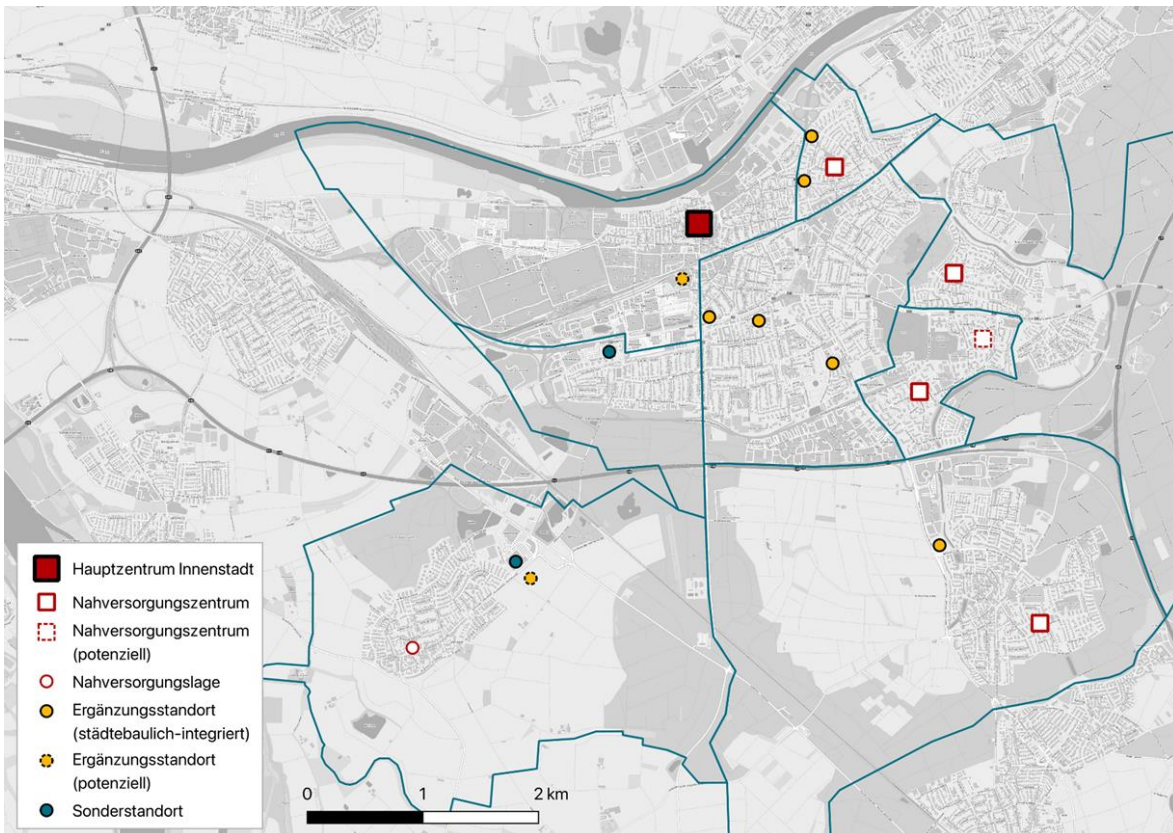 Hauptzentrum Innenstadt
Nahversorgungszentrum
Nahversorgungszentrum
(potenziell)
Nahversorgungslage
Ergänzungsstandort
(städtebaulich-integriert)
Ergänzungsstandort
(potenziell)
Sonderstandort
0 1 2 km